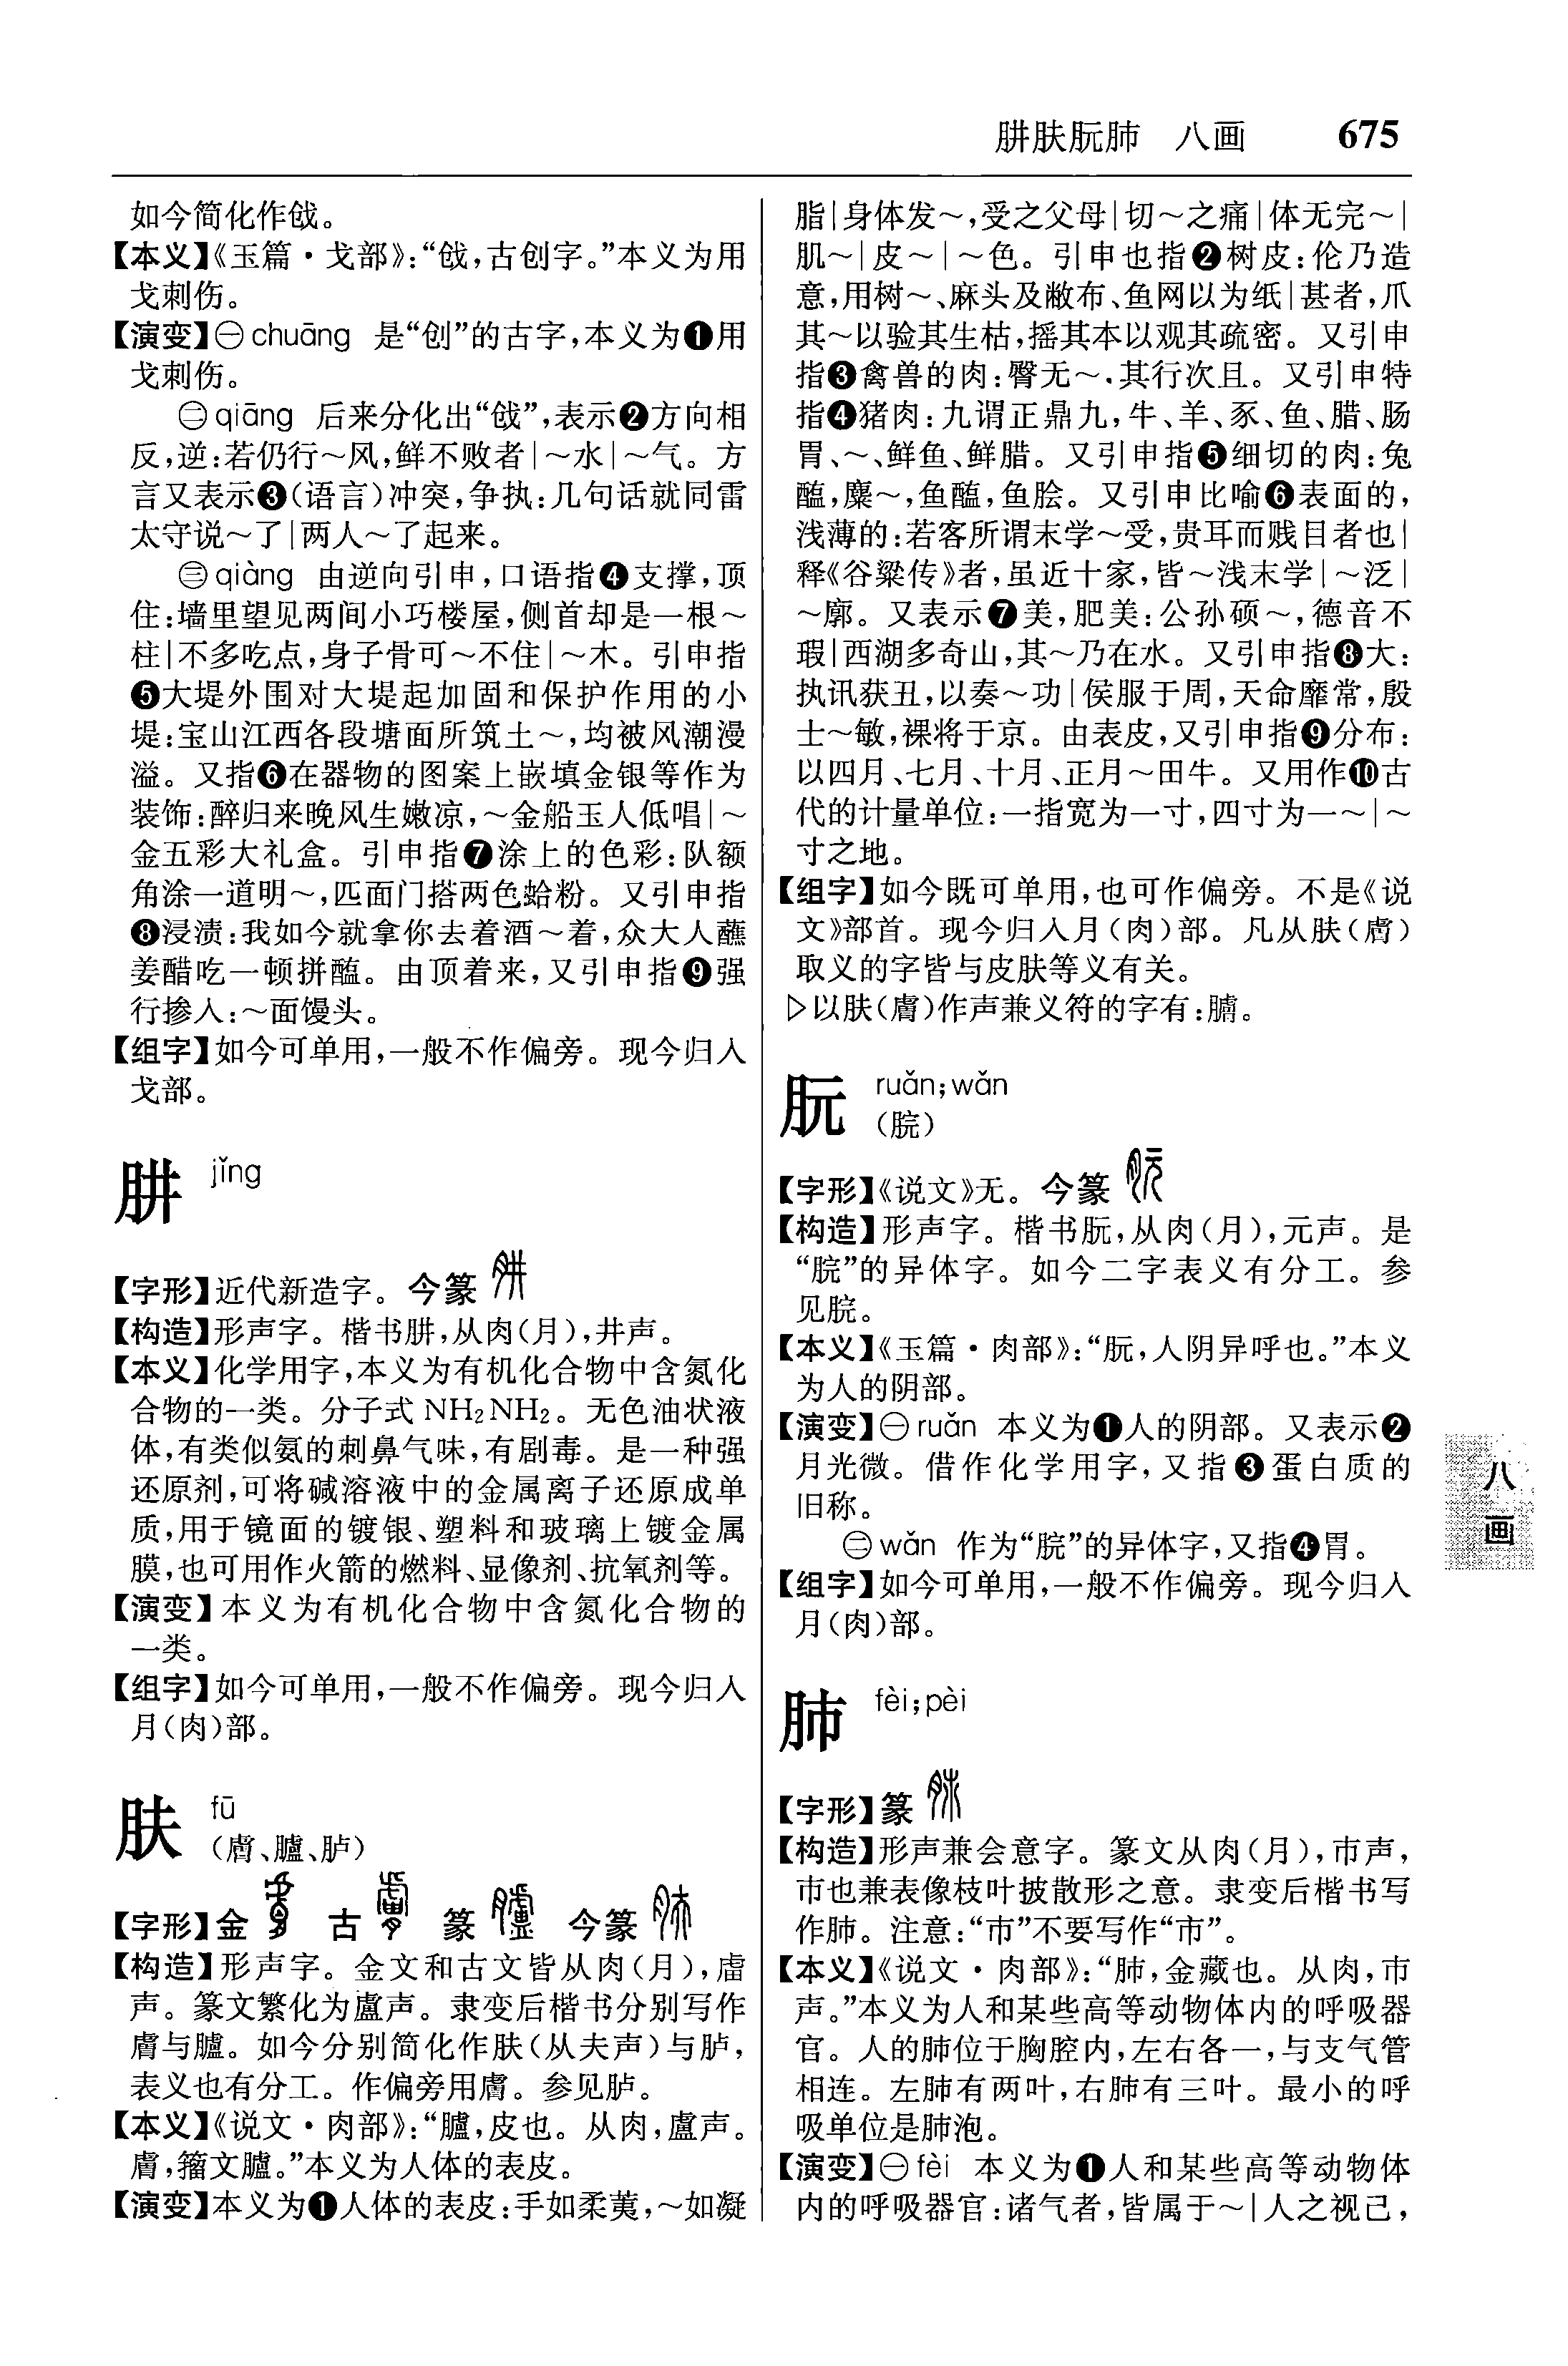 肼肤朊肺 八画 675
如今简化作戗。
【本义】《玉篇·戈部》:“戗,古创字。”本义为用
戈刺伤。
【演变】㊀chuāng 是“创”的古字,本义为❶用
戈刺伤。
㊁qiāng 后来分化出“戗”,表示❷方向相
反,逆:若仍行～风,鲜不败者|～水|～气。方
言又表示❸(语言)冲突,争执:几句话就同雷
太守说～了|两人～了起来。
㊂qiàng 由逆向引申,口语指❹支撑,顶
住:墙里望见两间小巧楼屋,侧首却是一根～
柱|不多吃点,身子骨可～不住|～木。引申指
❺大堤外围对大堤起加固和保护作用的小
堤:宝山江西各段塘面所筑土～,均被风潮漫
溢。又指❻在器物的图案上嵌填金银等作为
装饰:醉归来晚风生嫩凉,～金船玉人低唱|～
金五彩大礼盒。引申指❼涂上的色彩:队额
角涂一道明～,匹面门搭两色蛤粉。又引申指
❽浸渍:我如今就拿你去着酒～着,众大人蘸
姜醋吃一顿拼醢。由顶着来,又引申指❾强
行掺入:～面馒头。
【组字】如今可单用,一般不作偏旁。现今归入
戈部。
肼 jǐng
【字形】近代新造字。今篆
【构造】形声字。楷书肼,从肉(月),井声。
【本义】化学用字,本义为有机化合物中含氮化
合物的一类。分子式NH₂NH₂。无色油状液
体,有类似氨的刺鼻气味,有剧毒。是一种强
还原剂,可将碱溶液中的金属离子还原成单
质,用于镜面的镀银、塑料和玻璃上镀金属
膜,也可用作火箭的燃料、显像剂、抗氧剂等。
【演变】本义为有机化合物中含氮化合物的
一类。
【组字】如今可单用,一般不作偏旁。现今归入
月(肉)部。
肤 fū
(膚、臚、胪)
【字形】金 古 篆 今篆
【构造】形声字。金文和古文皆从肉(月),虍
声。篆文繁化为盧声。隶变后楷书分别写作
膚与臚。如今分别简化作肤(从夫声)与胪,
表义也有分工。作偏旁用膚。参见胪。
【本义】《说文·肉部》:“臚,皮也。从肉,盧声。
膚,籀文臚。”本义为人体的表皮。
【演变】本义为❶人体的表皮:手如柔荑,～如凝
脂|身体发～,受之父母|切～之痛|体无完～|
肌～|皮～|～色。引申也指❷树皮:伦乃造
意,用树～、麻头及敝布、鱼网以为纸|甚者,爪
其～以验其生枯,摇其本以观其疏密。又引申
指❸禽兽的肉:臀无～,其行次且。又引申特
指❹猪肉:九谓正鼎九,牛、羊、豕、鱼、腊、肠
胃、～、鲜鱼、鲜腊。又引申指❺细切的肉:兔
醢,麋～,鱼醢,鱼脍。又引申比喻❻表面的,
浅薄的:若客所谓末学～受,贵耳而贱目者也|
释《谷梁传》者,虽近十家,皆～浅末学|～泛|
～廓。又表示❼美,肥美:公孙硕～,德音不
瑕|西湖多奇山,其～乃在水。又引申指❽大:
执讯获丑,以奏～功|侯服于周,天命靡常,殷
士～敏,裸将于京。由表皮,又引申指❾分布:
以四月、七月、十月、正月～田牛。又用作❿古
代的计量单位:一指宽为一寸,四寸为一～|～
寸之地。
【组字】如今既可单用,也可作偏旁。不是《说
文》部首。现今归入月(肉)部。凡从肤(膚)
取义的字皆与皮肤等义有关。
▷以肤(膚)作声兼义符的字有:
朊 ruǎn;wǎn
(脘)
【字形】《说文》无。今篆
【构造】形声字。楷书朊,从肉(月),元声。是
“脘”的异体字。如今二字表义有分工。参
见脘。
【本义】《玉篇·肉部》:“朊,人阴异呼也。”本义
为人的阴部。
【演变】㊀ruǎn 本义为❶人的阴部。又表示❷
月光微。借作化学用字,又指❸蛋白质的
旧称。
㊁wǎn 作为“脘”的异体字,又指❹胃。
【组字】如今可单用,一般不作偏旁。现今归入
月(肉)部。
肺 fèi;pèi
【字形】篆
【构造】形声兼会意字。篆文从肉(月),巿声,
巿也兼表像枝叶披散形之意。隶变后楷书写
作肺。注意:“巿”不要写作“市”。
【本义】《说文·肉部》:“肺,金藏也。从肉,巿
声。”本义为人和某些高等动物体内的呼吸器
官。人的肺位于胸腔内,左右各一,与支气管
相连。左肺有两叶,右肺有三叶。最小的呼
吸单位是肺泡。
【演变】㊀fèi 本义为❶人和某些高等动物体
内的呼吸器官:诸气者,皆属于～|人之视己,
八
画